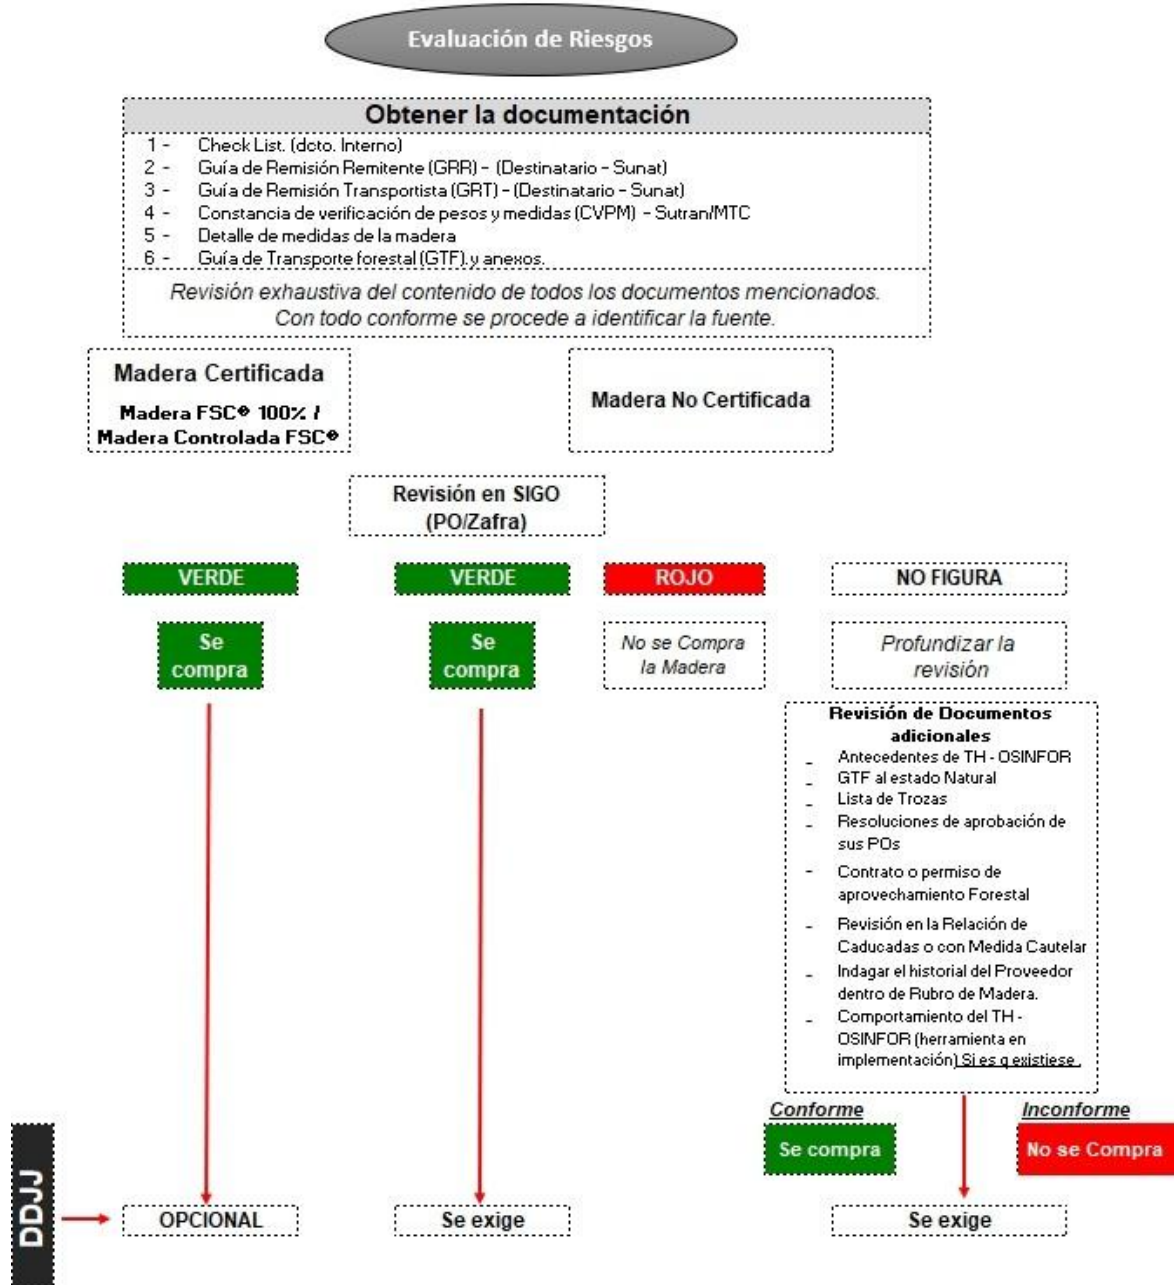 Evaluación de Riesgos
Obtener la documentación
1 - Check List. (dcto. Interno)
2 - Guía de Remisión Remitente (GRR) - (Destinatario - Sunat)
3 - Guía de Remisión Transportista (GRT) - (Destinatario - Sunat)
4 - Constancia de verificación de pesos y medidas (CVPM) - Sutran/MTC
5 - Detalle de medidas de la madera
6 - Guía de Transporte forestal (GTF).y anexos.
Revisión exhaustiva del contenido de todos los documentos mencionados.
Con todo conforme se procede a identificar la fuente.
Madera Certificada
Madera FSC® 100% /
Madera Controlada FSC®
Madera No Certificada
Revisión en SIGO
(PO/Zafra)
VERDE
VERDE
ROJO
NO FIGURA
Se
compra
Se
compra
No se Compra
la Madera
Profundizar la
revisión
Revisión de Documentos
adicionales
- Antecedentes de TH - OSINFOR
- GTF al estado Natural
- Lista de Trozas
- Resoluciones de aprobación de
sus POs
- Contrato o permiso de
aprovechamiento Forestal
- Revisión en la Relación de
Caducadas o con Medida Cautelar
- Indagar el historial del Proveedor
dentro de Rubro de Madera.
- Comportamiento del TH -
OSINFOR (herramienta en
implementación) Si es q existiese .
Conforme
Inconforme
Se compra
No se Compra
DDJJ
OPCIONAL
Se exige
Se exige